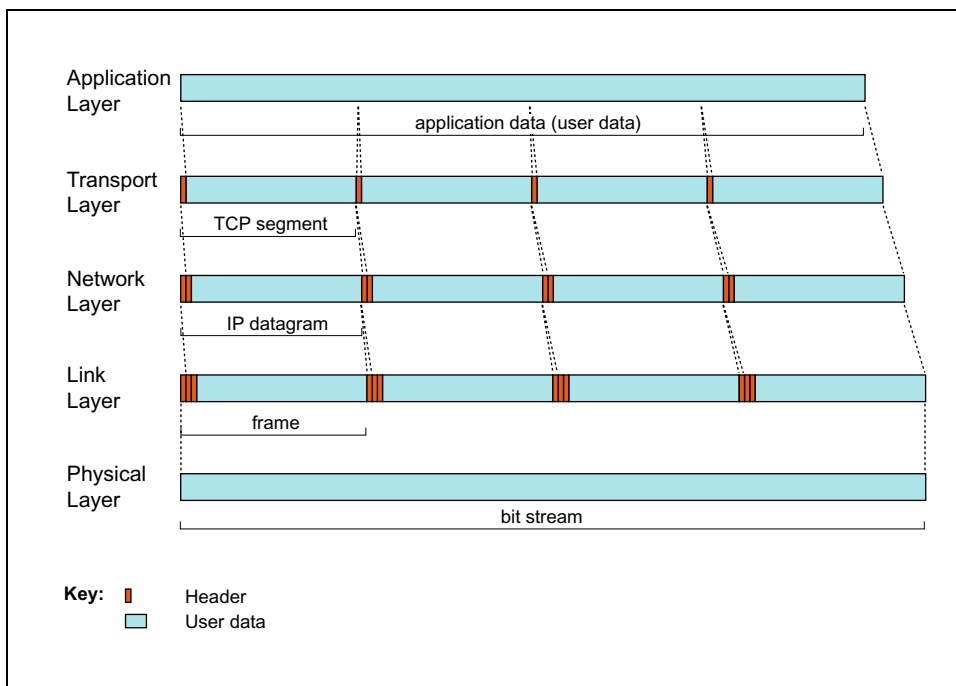 Application
Layer
application data (user data)
Transport
Layer
TCP segment
Network
Layer
IP datagram
Link
Layer
frame
Physical
Layer
bit stream
Key:
Header
User data